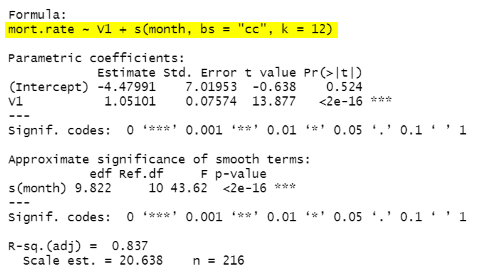 Formula:
mort.rate ~ V1 + s(month, bs = "cc", k = 12)
Parametric coefficients:
Estimate Std. Error t value Pr(>|t|)
(Intercept) -4.47991 7.01953 -0.638 0.524
V1 1.05101 0.07574 13.877 <2e-16 ***
---
Signif. codes: 0 ‘***’ 0.001 ‘**’ 0.01 ‘*’ 0.05 ‘.’ 0.1 ‘ ’ 1
Approximate significance of smooth terms:
edf Ref.df F p-value
s(month) 9.822 10 43.62 <2e-16 ***
---
Signif. codes: 0 ‘***’ 0.001 ‘**’ 0.01 ‘*’ 0.05 ‘.’ 0.1 ‘ ’ 1
R-sq.(adj) = 0.837
Scale est. = 20.638 n = 216